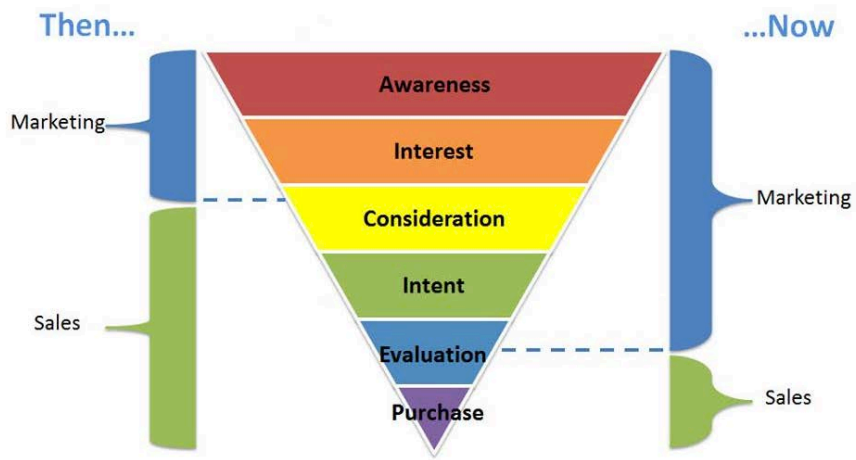 Then...
...Now
Marketing
Sales
Awareness
Interest
Consideration
Intent
Evaluation
Purchase
Marketing
Sales